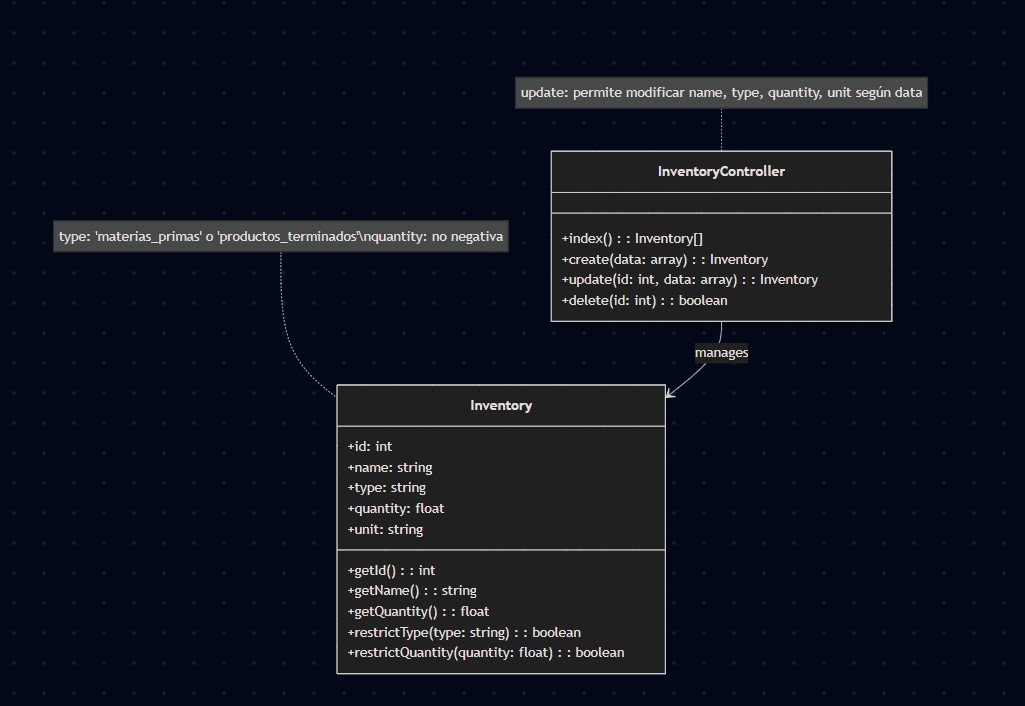 update: permite modificar name, type, quantity, unit según data
InventoryController
+index() : : Inventory[]
+create(data: array) : : Inventory
+update(id: int, data: array) : : Inventory
+delete(id: int) : : boolean
type: 'materias_primas' o 'productos_terminados'\nquantity: no negativa
manages
Inventory
+id: int
+name: string
+type: string
+quantity: float
+unit: string
+getId() : : int
+getName() : : string
+getQuantity() : : float
+restrictType(type: string) : : boolean
+restrictQuantity(quantity: float) : : boolean